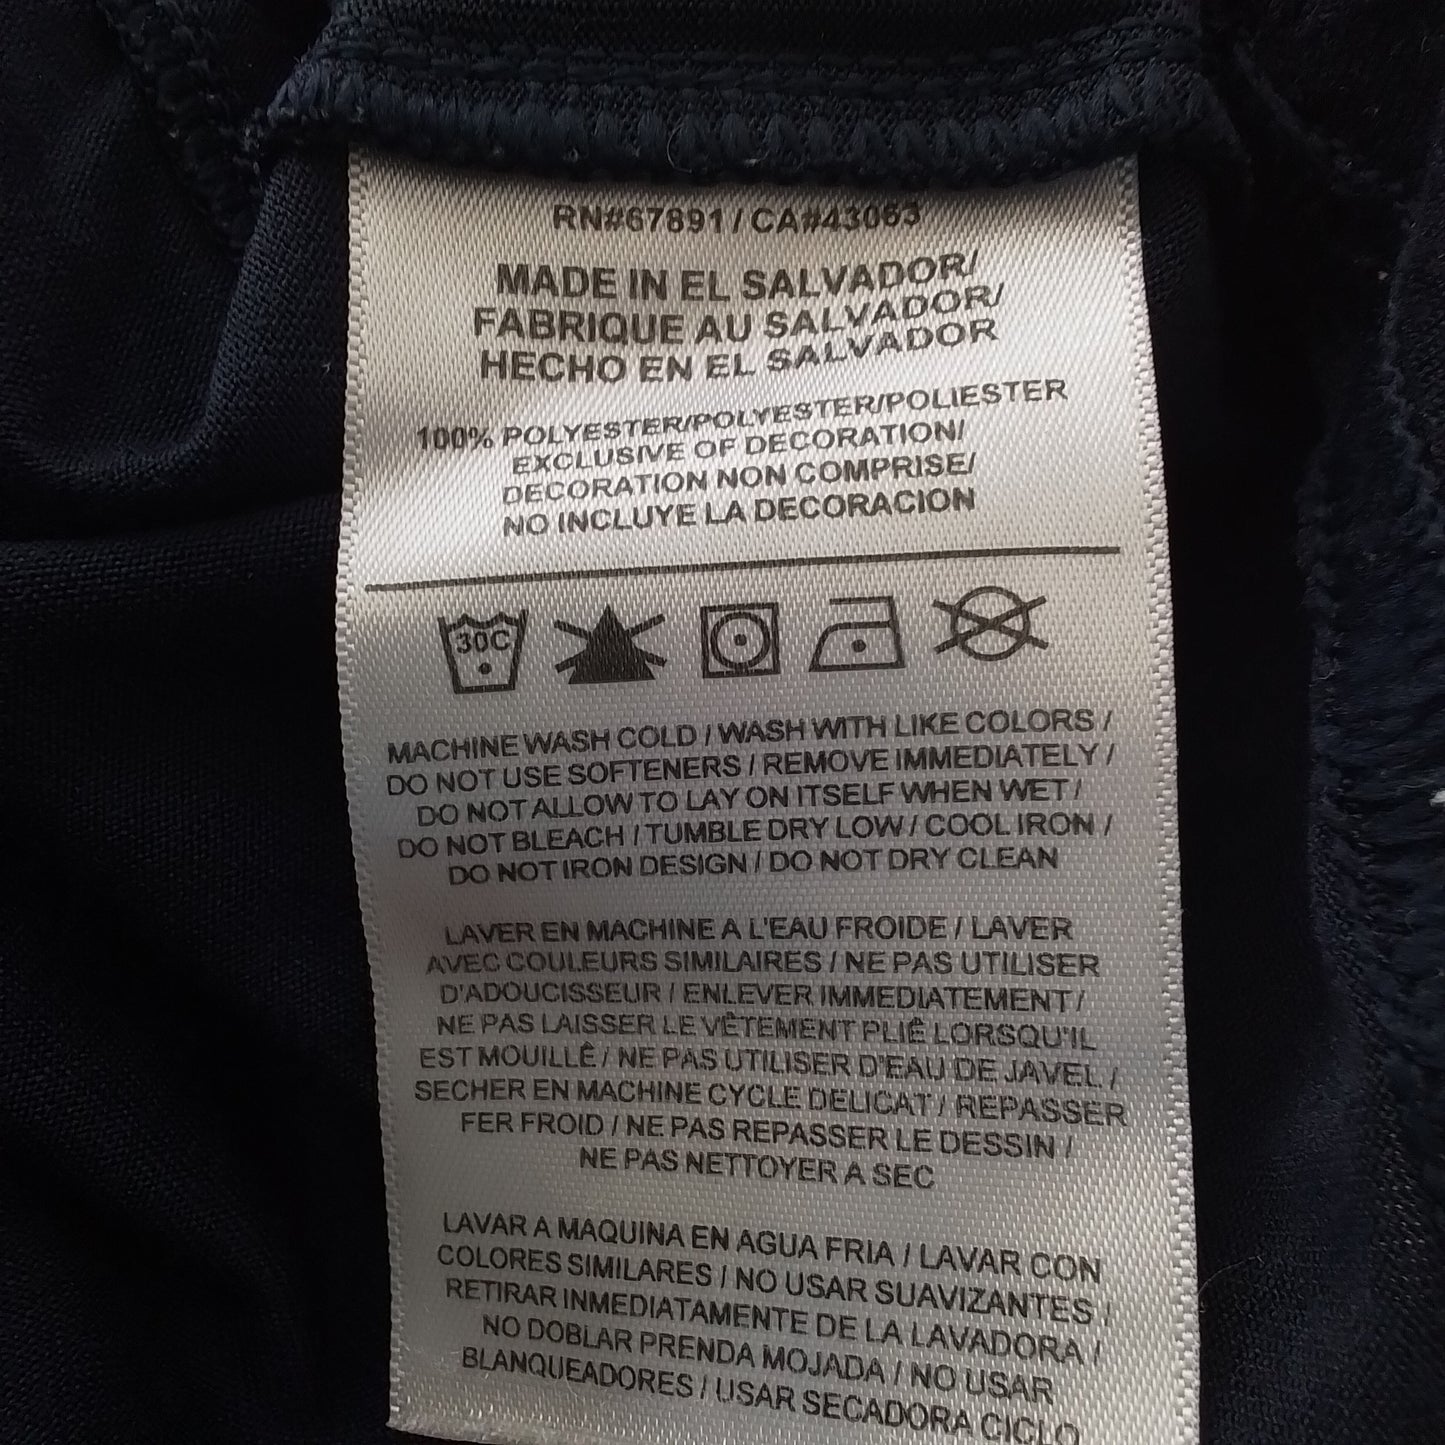 RN#67891 / CA#43063
MADE IN EL SALVADOR/
FABRIQUE AU SALVADOR/
HECHO EN EL SALVADOR
100% POLYESTER/POLYESTER/POLIESTER
EXCLUSIVE OF DECORATION/
DECORATION NON COMPRISE/
NO INCLUYE LA DECORACION
30C
MACHINE WASH COLD / WASH WITH LIKE COLORS /
DO NOT USE SOFTENERS / REMOVE IMMEDIATELY /
DO NOT ALLOW TO LAY ON ITSELF WHEN WET /
DO NOT BLEACH / TUMBLE DRY LOW / COOL IRON /
DO NOT IRON DESIGN / DO NOT DRY CLEAN
LAVER EN MACHINE A L'EAU FROIDE / LAVER
AVEC COULEURS SIMILAIRES / NE PAS UTILISER
D'ADOUCISSEUR / ENLEVER IMMEDIATEMENT /
NE PAS LAISSER LE VÊTEMENT PLIÊ LORSQU'IL
EST MOUILLÊ / NE PAS UTILISER D'EAU DE JAVEL /
SECHER EN MACHINE CYCLE DELICAT / REPASSER
FER FROID / NE PAS REPASSER LE DESSIN /
NE PAS NETTOYER A SEC
LAVAR A MAQUINA EN AGUA FRIA / LAVAR CON
COLORES SIMILARES / NO USAR SUAVIZANTES /
RETIRAR INMEDIATAMENTE DE LA LAVADORA /
NO DOBLAR PRENDA MOJADA / NO USAR
BLANQUEADORES / USAR SECADORA CICLO